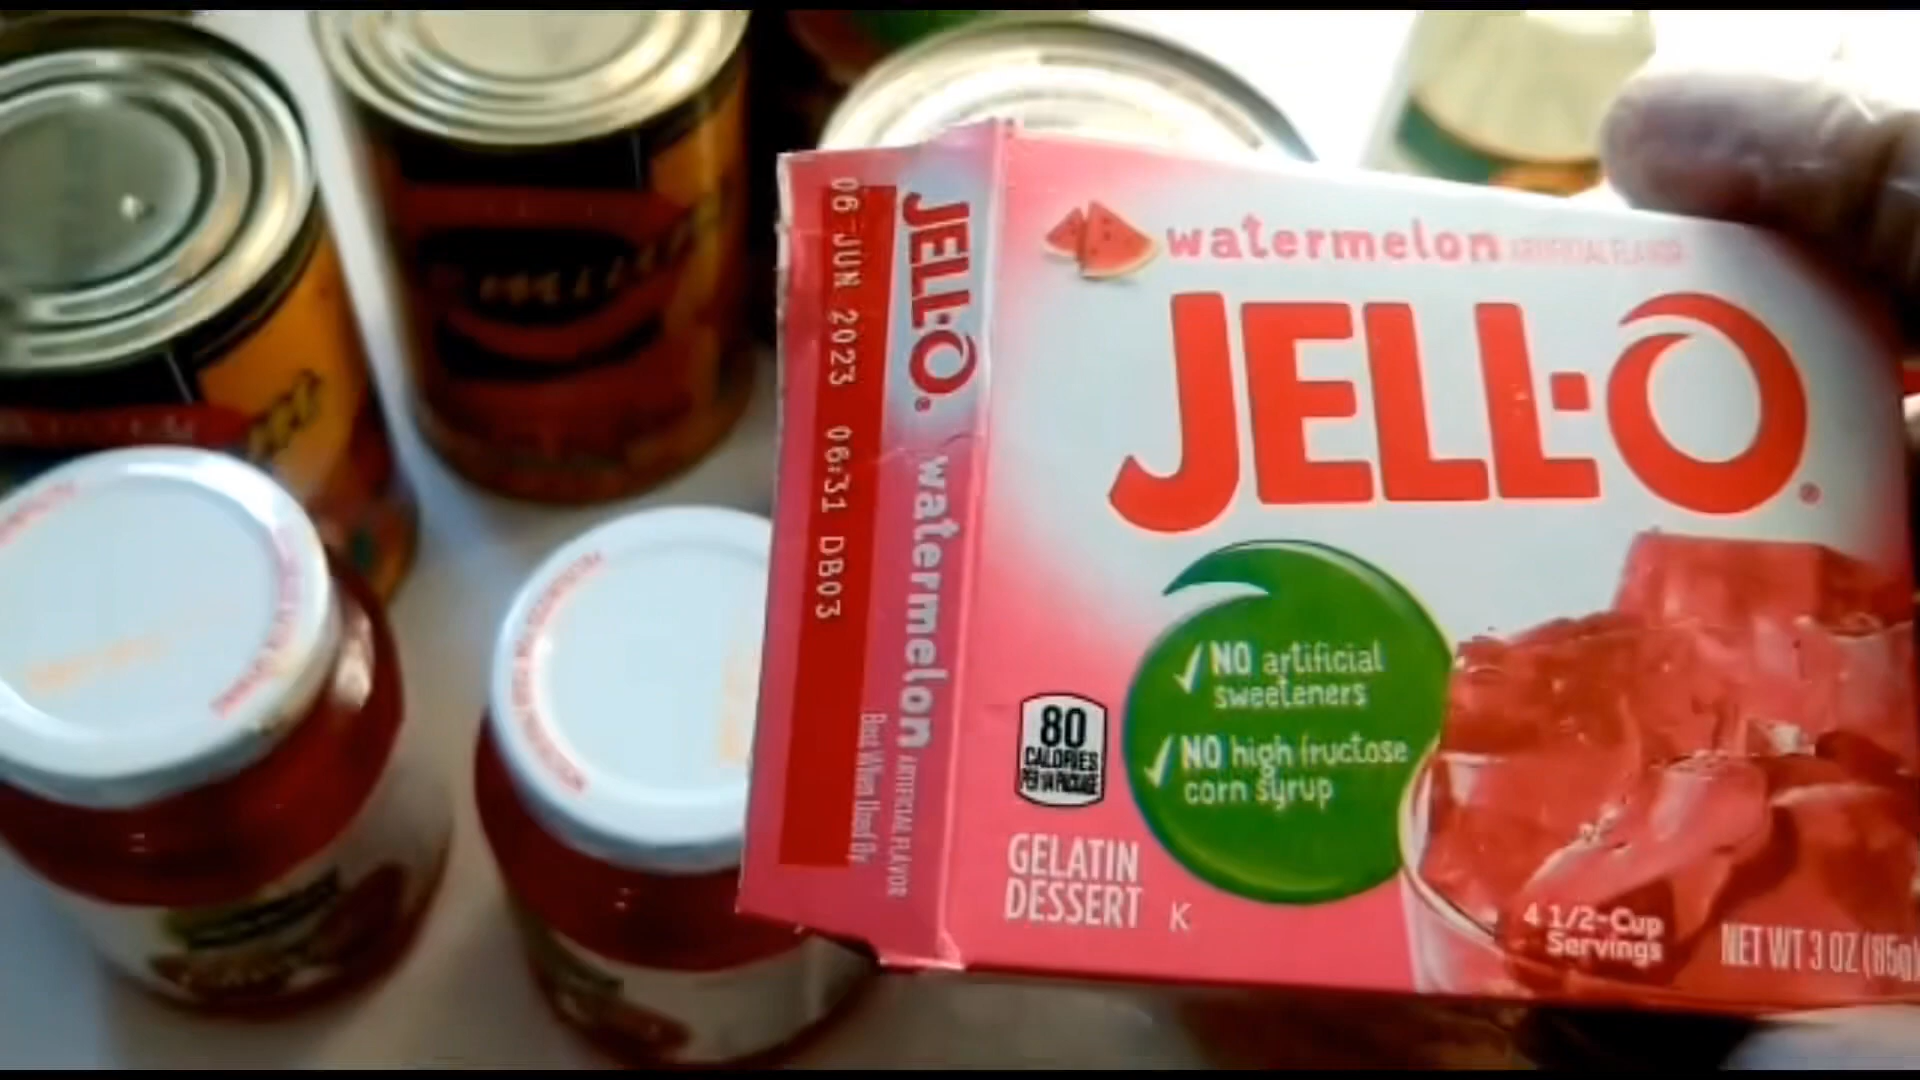 06 JUN 2023 06:31 DB03
JELL-O®
watermelon ARTIFICIAL FLAVOR
Best When Used By
watermelon ARTIFICIAL FLAVOR
JELL-O®
NO artificial
sweeteners
NO high fructose
corn syrup
80
CALORIES
PER 1/4 PACKAGE
GELATIN
DESSERT K
4 1/2-Cup
Servings
NET WT 3 OZ (85g)